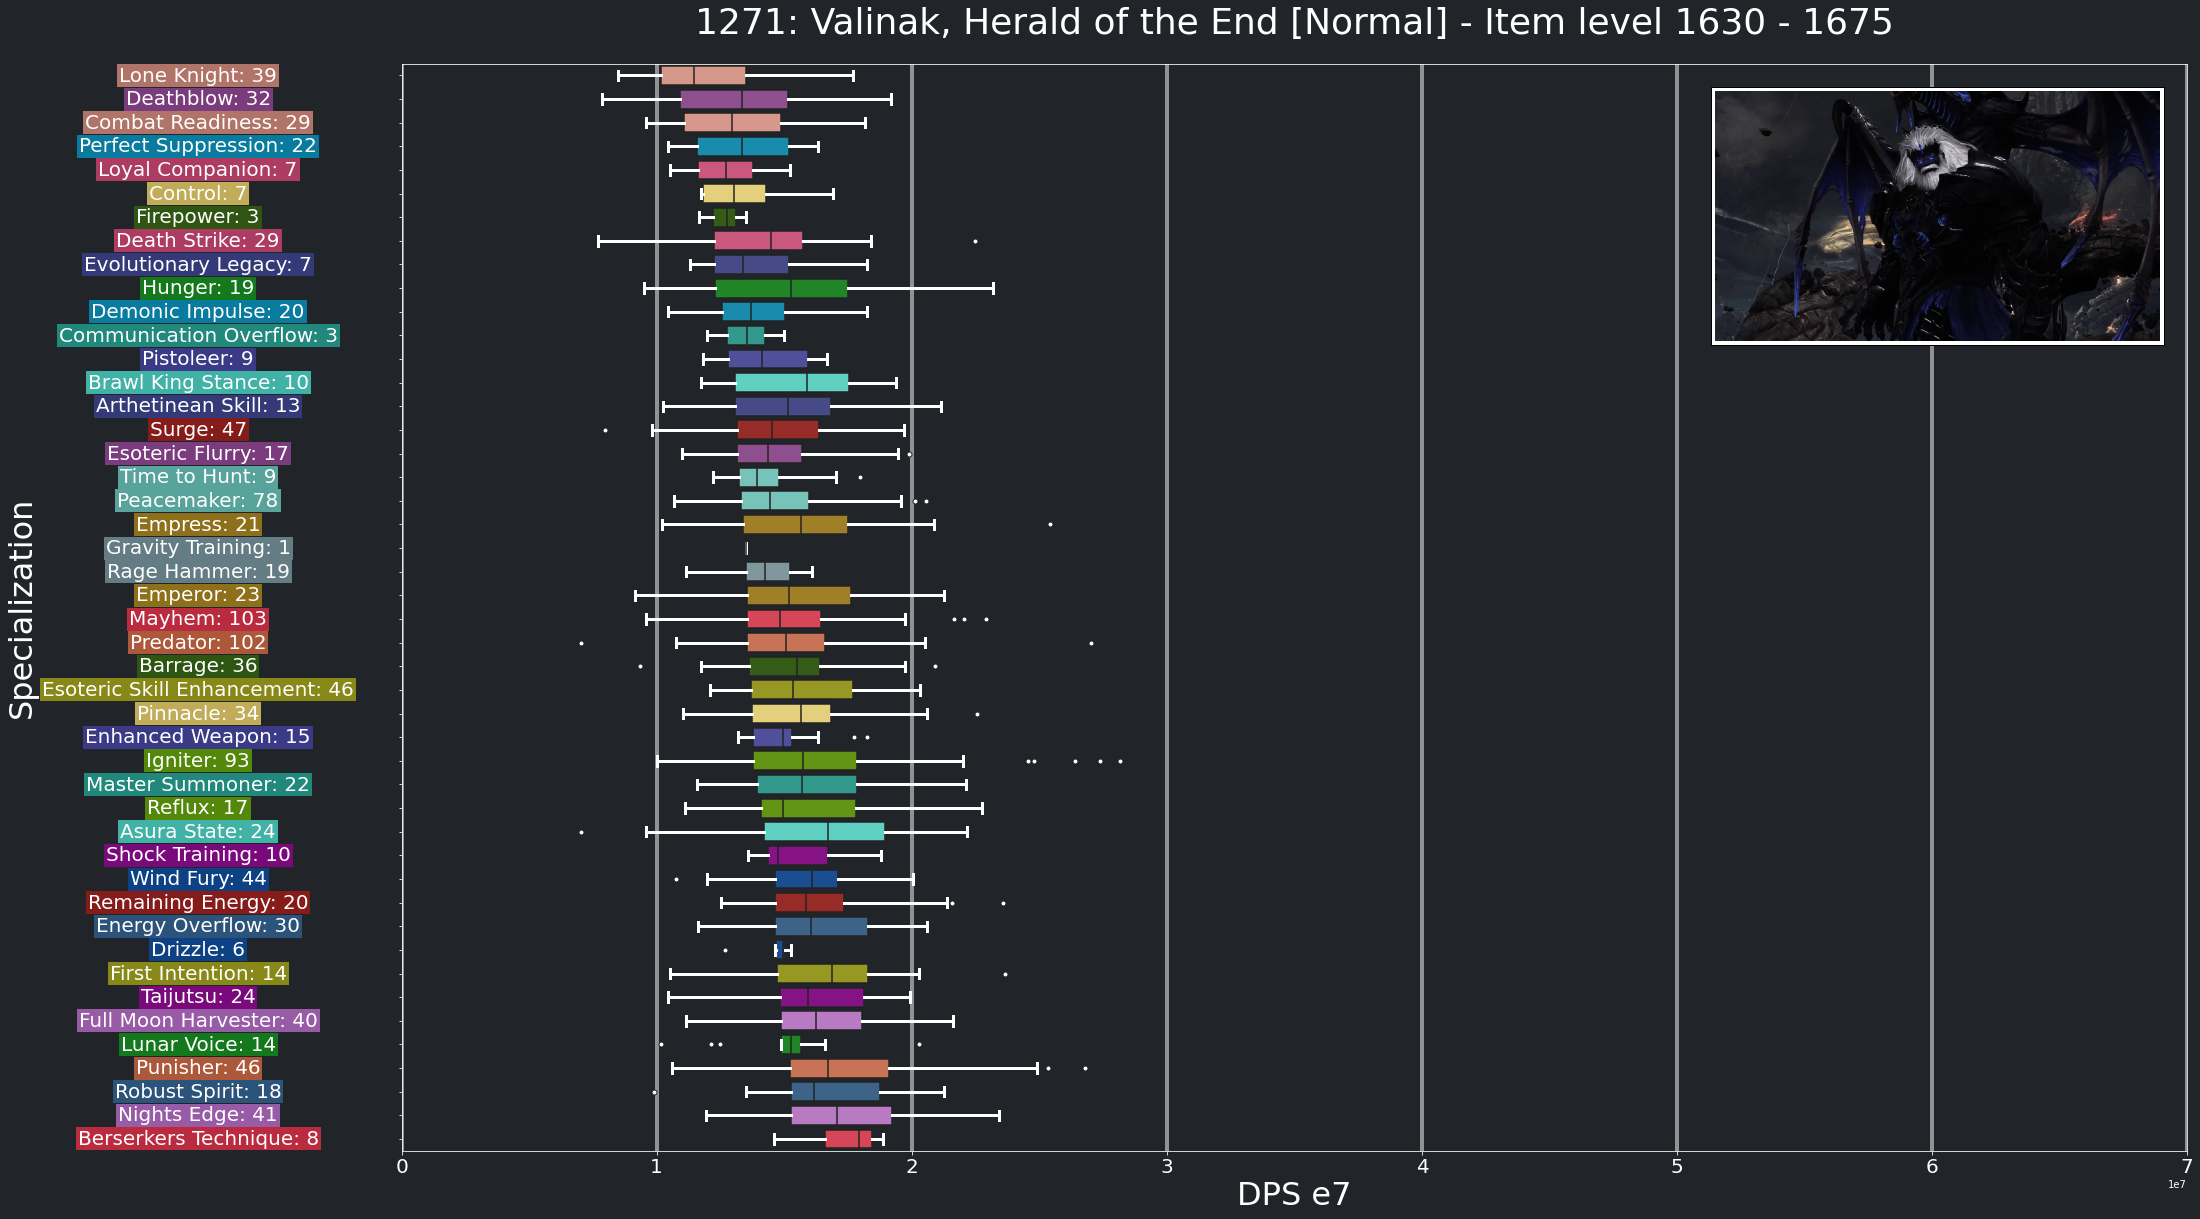 1271: Valinak, Herald of the End [Normal] - Item level 1630 - 1675
Specialization
Lone Knight: 39
Deathblow: 32
Combat Readiness: 29
Perfect Suppression: 22
Loyal Companion: 7
Control: 7
Firepower: 3
Death Strike: 29
Evolutionary Legacy: 7
Hunger: 19
Demonic Impulse: 20
Communication Overflow: 3
Pistoleer: 9
Brawl King Stance: 10
Arthetinean Skill: 13
Surge: 47
Esoteric Flurry: 17
Time to Hunt: 9
Peacemaker: 78
Empress: 21
Gravity Training: 1
Rage Hammer: 19
Emperor: 23
Mayhem: 103
Predator: 102
Barrage: 36
Esoteric Skill Enhancement: 46
Pinnacle: 34
Enhanced Weapon: 15
Igniter: 93
Master Summoner: 22
Reflux: 17
Asura State: 24
Shock Training: 10
Wind Fury: 44
Remaining Energy: 20
Energy Overflow: 30
Drizzle: 6
First Intention: 14
Taijutsu: 24
Full Moon Harvester: 40
Lunar Voice: 14
Punisher: 46
Robust Spirit: 18
Nights Edge: 41
Berserkers Technique: 8
0 1 2 3 4 5 6 7
1e7
DPS e7